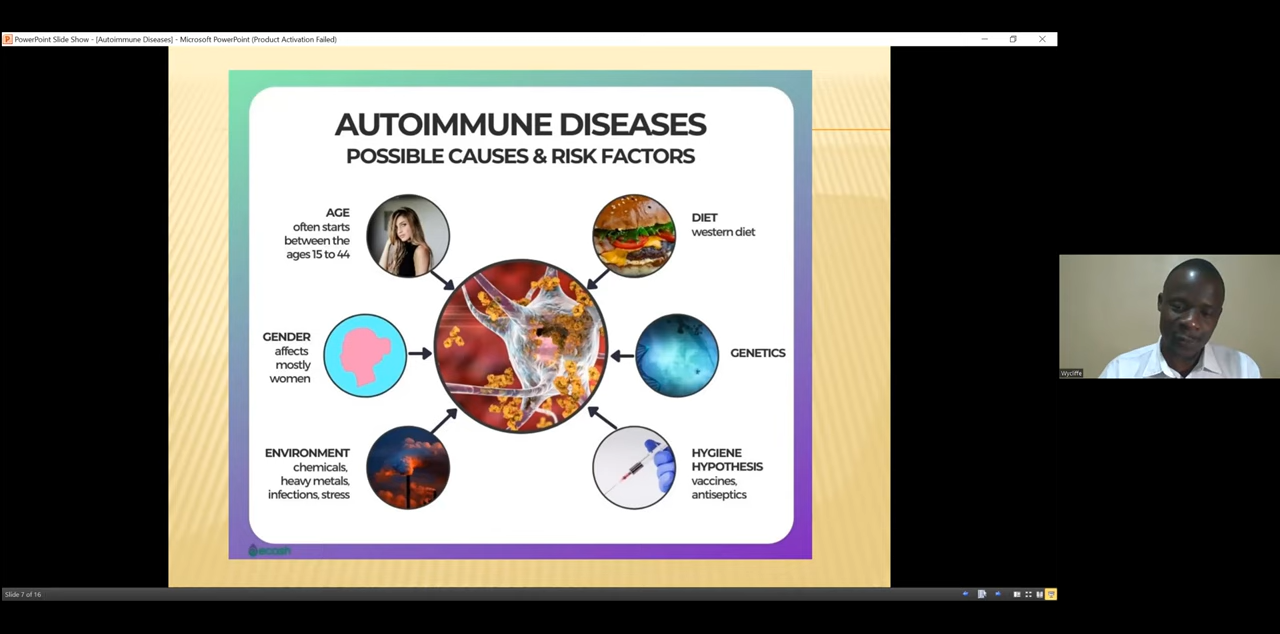 PowerPoint Slide Show - [Autoimmune Diseases] - Microsoft PowerPoint (Product Activation Failed)
AUTOIMMUNE DISEASES
POSSIBLE CAUSES & RISK FACTORS
AGE
often starts
between the
ages 15 to 44
DIET
western diet
GENDER
affects
mostly
women
GENETICS
ENVIRONMENT
chemicals,
heavy metals,
infections, stress
HYGIENE
HYPOTHESIS
vaccines,
antiseptics
ecosh
Wycliffe
Slide 7 of 16